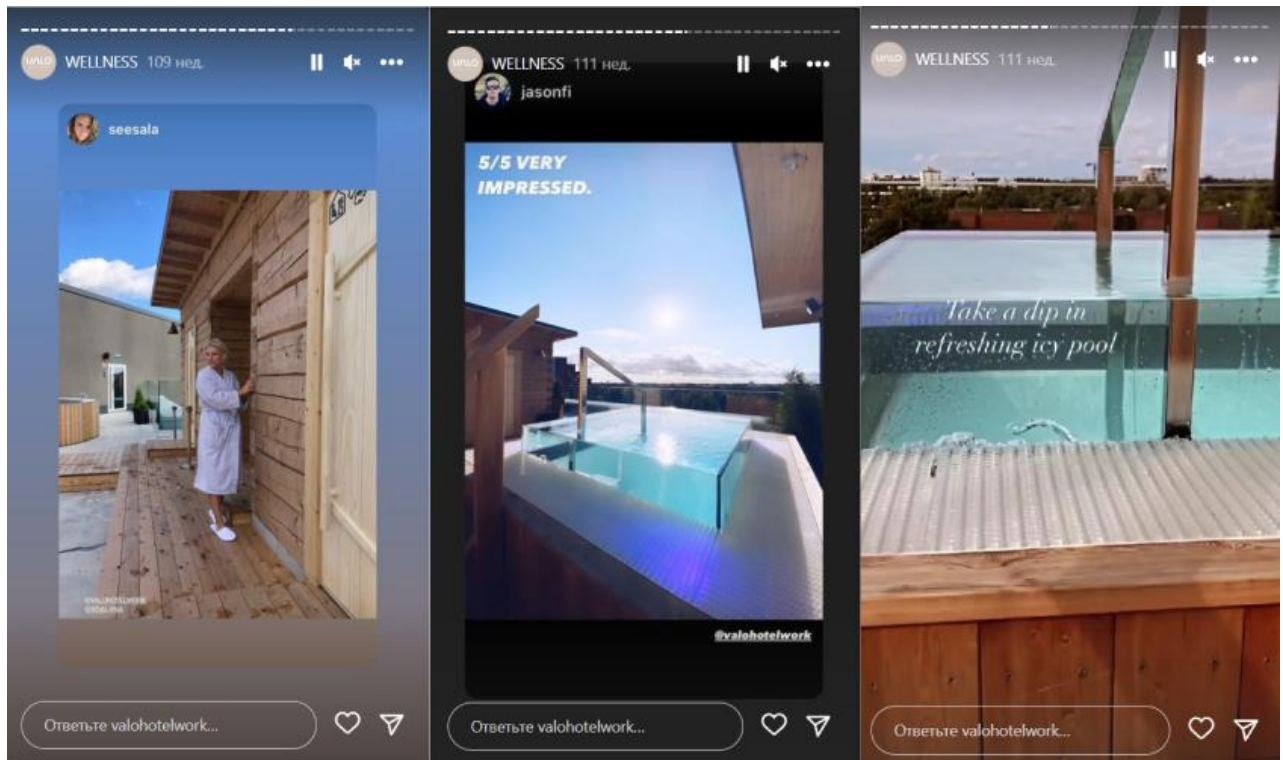 VALO
WELLNESS 109 нед.
seesala
@VALOHOTELWORK
Ответьте valohotelwork...
VALO
WELLNESS 111 нед.
jasonfi
5/5 VERY
IMPRESSED.
@valohotelwork
Ответьте valohotelwork...
VALO
WELLNESS 111 нед.
Take a dip in
refreshing icy pool
Ответьте valohotelwork...